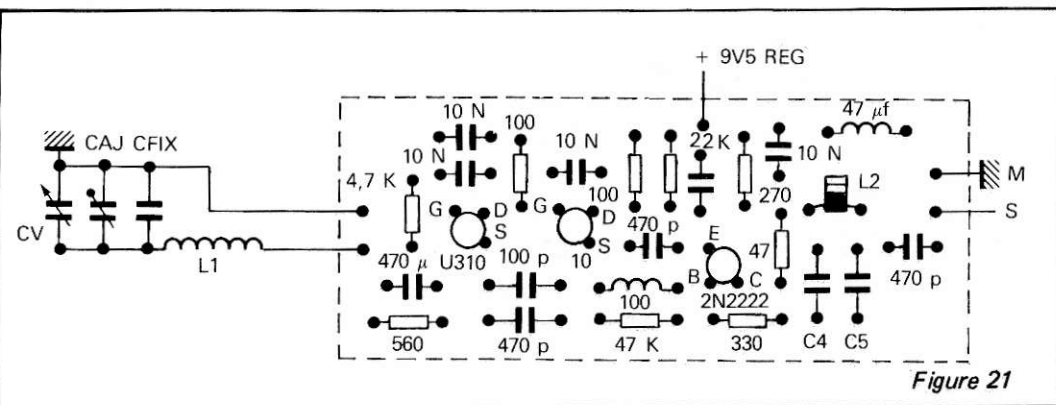 + 9V5 REG
47 µf
10 N
100
10 N
22 K
10 N
CAJ CFIX
10 N
4,7 K
100
270
L2
M
G
D
S
G
D
S
S
CV
470 p
E
47
L1
470 µ
U310
100 p
10
B
C
470 p
100
2N2222
560
470 p
47 K
330
C4
C5
Figure 21